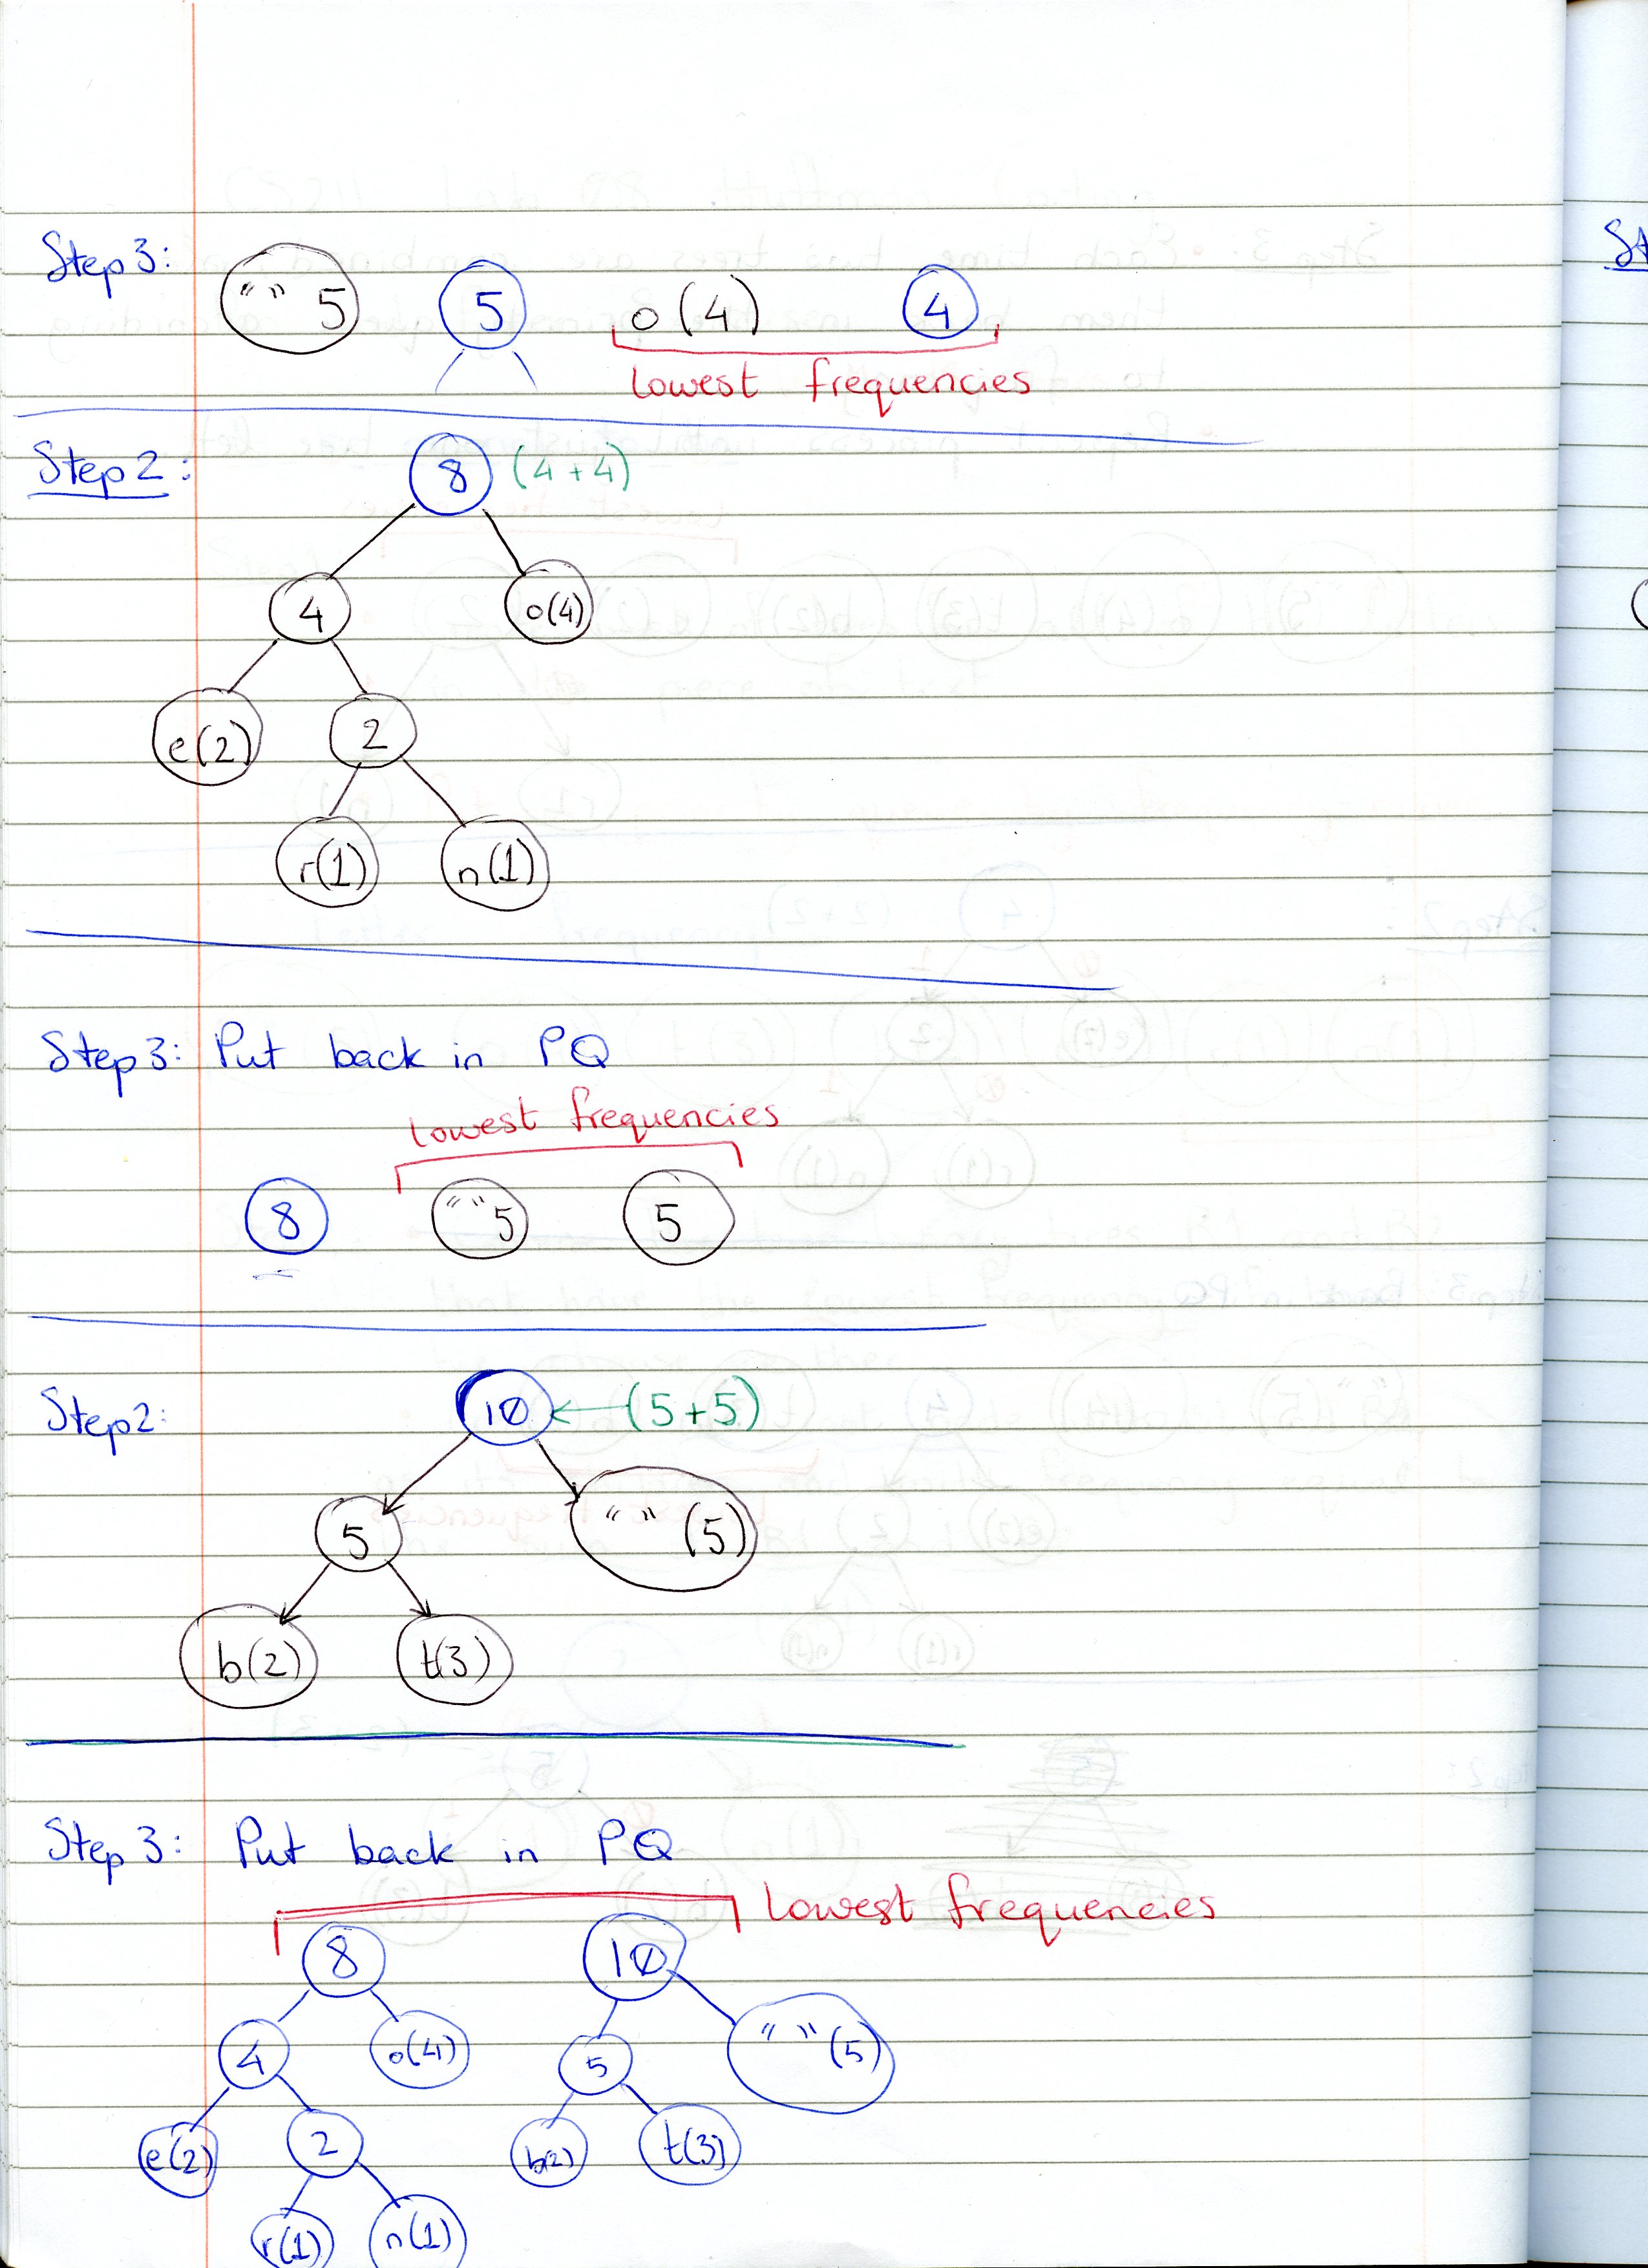 Step 3:
" " 5 5 o (4) 4
lowest frequencies
Step 2:
8 (4+4)
4 o(4)
e(2) 2
r(1) n(1)
Step 3: Put back in PQ
lowest frequencies
8 " " 5 5
Step 2:
10 (5+5)
5 " " (5)
b(2) t(3)
Step 3: Put back in PQ
lowest frequencies
8 10
4 o(4) 5 " " (5)
e(2) 2 b(2) t(3)
r(1) n(1)